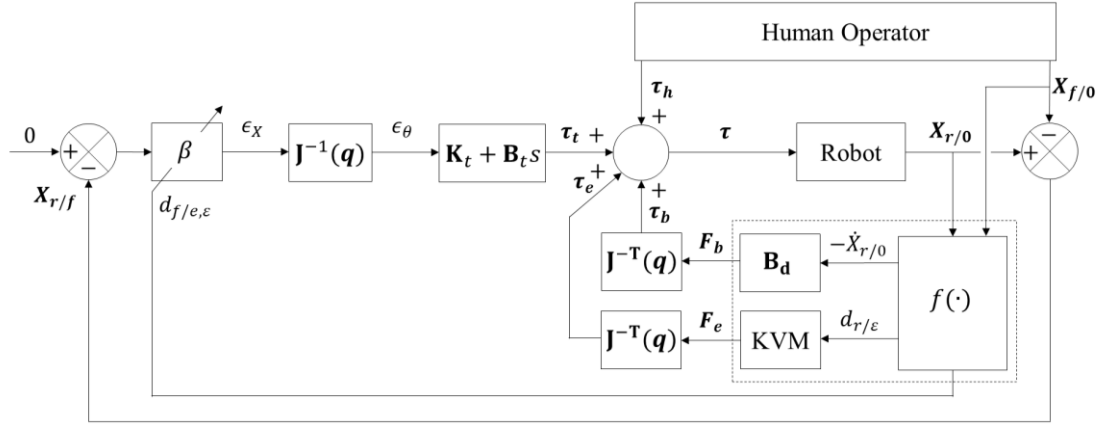 Human Operator
τ_h
X_{f/0}
+
−
0
+
−
β
ϵ_X
J^{-1}(q)
ϵ_θ
K_t + B_t s
τ_t +
τ
Robot
X_{r/0}
+
X_{r/f}
d_{f/e,ε}
τ_e +
+
τ_b
J^{-T}(q)
F_b
B_d
−Ẋ_{r/0}
f(·)
J^{-T}(q)
F_e
KVM
d_{r/ε}